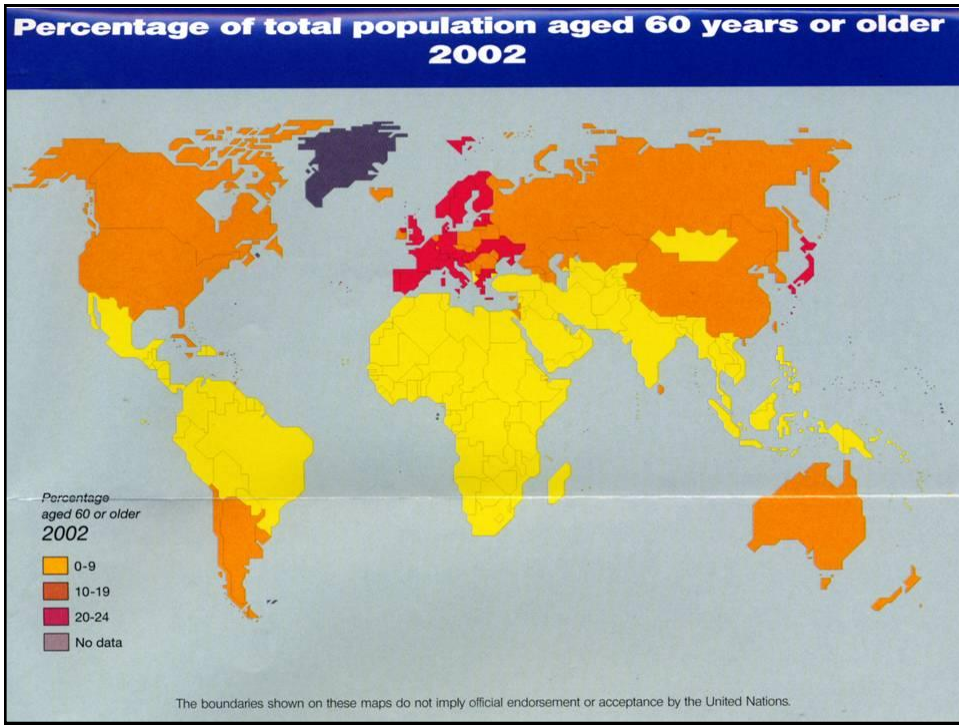 Percentage of total population aged 60 years or older
2002
Percentage
aged 60 or older
2002
0-9
10-19
20-24
No data
The boundaries shown on these maps do not imply official endorsement or acceptance by the United Nations.